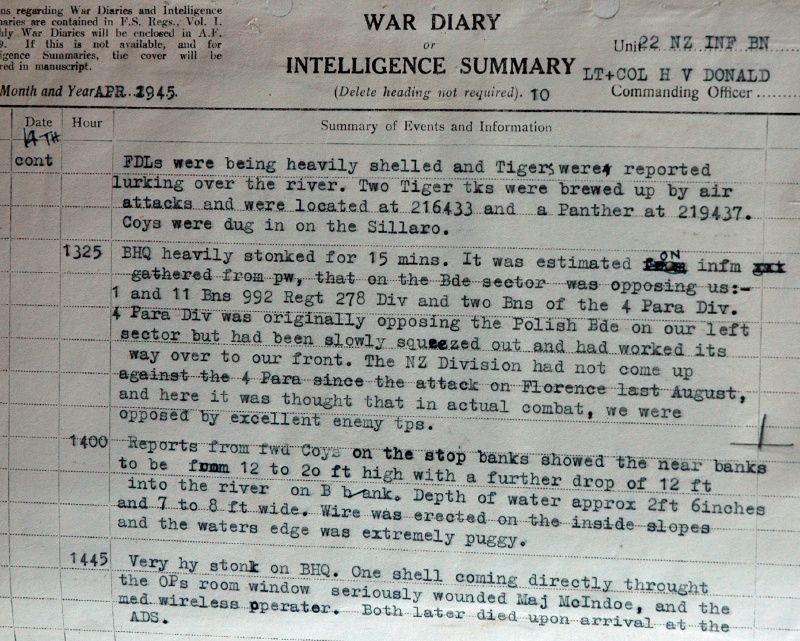 ns regarding War Diaries and Intelligence
naries are contained in F.S. Regs., Vol. I.
hly War Diaries will be enclosed in A.F.
9. If this is not available, and for
igence Summaries, the cover will be
red in manuscript.
WAR DIARY
or
INTELLIGENCE SUMMARY
(Delete heading not required). 10
Unit 22 NZ INF BN
LT+COL H V DONALD
Commanding Officer
Month and Year APR 1945.
Date Hour Summary of Events and Information
19TH
cont FDLs were being heavily shelled and Tigers were reported
lurking over the river. Two Tiger tks were brewed up by air
attacks and were located at 216433 and a Panther at 219437.
Coys were dug in on the Sillaro.
1325 BHQ heavily stonked for 15 mins. It was estimated ON infm
gathered from pw, that on the Bde sector was opposing us:-
1 and 11 Bns 992 Regt 278 Div and two Bns of the 4 Para Div.
4 Para Div was originally opposing the Polish Bde on our left
sector but had been slowly squeezed out and had worked its
way over to our front. The NZ Division had not come up
against the 4 Para since the attack on Florence last August,
and here it was thought that in actual combat, we were
opposed by excellent enemy tps.
1400 Reports from fwd Coys on the stop banks showed the near banks
to be from 12 to 20 ft high with a further drop of 12 ft
into the river on B bank. Depth of water approx 2ft 6inches
and 7 to 8 ft wide. Wire was erected on the inside slopes
and the waters edge was extremely puggy.
1445 Very hy stonk on BHQ. One shell coming directly throught
the OPs room window seriously wounded Maj McIndoe, and the
med wireless pperater. Both later died upon arrival at the
ADS.